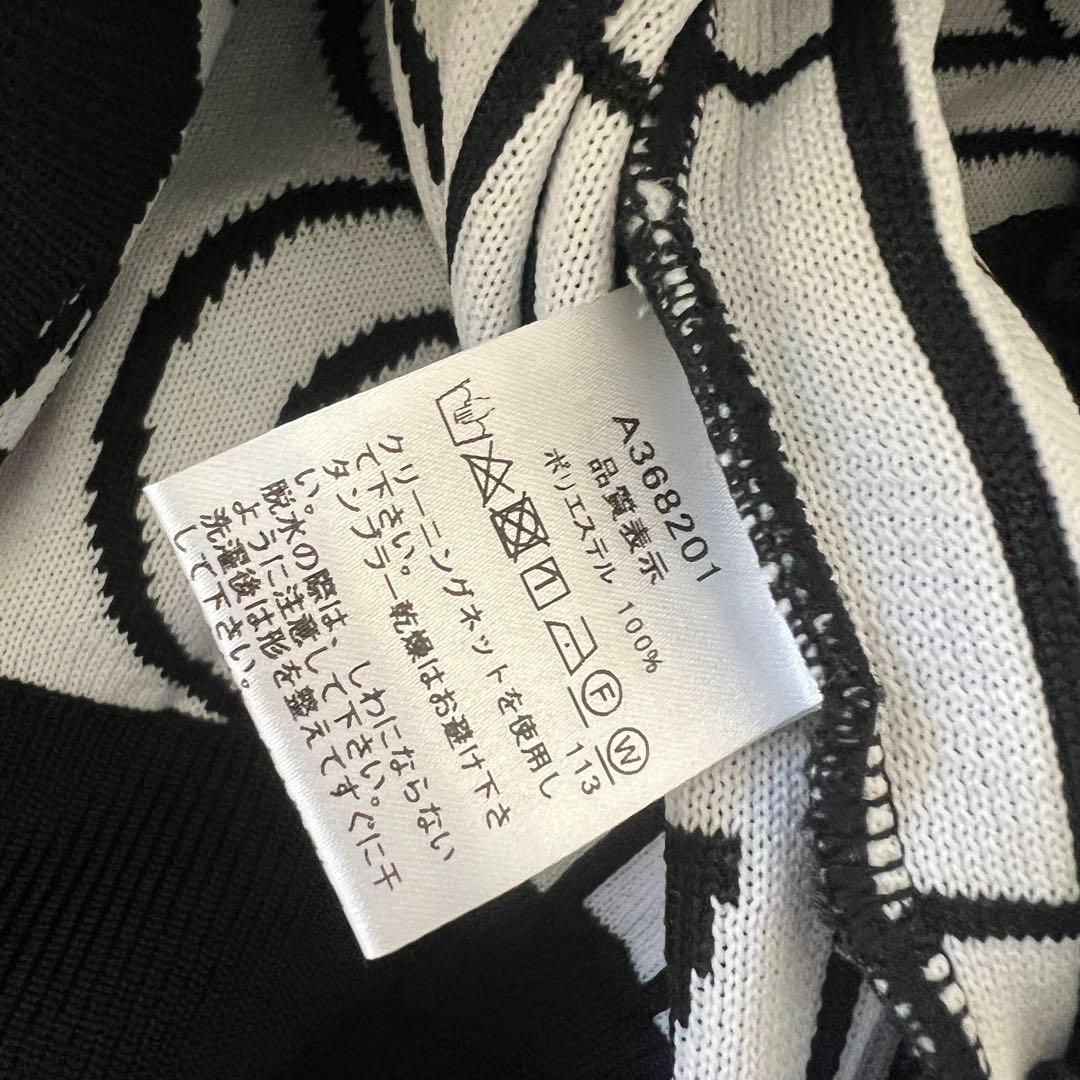 A368201
品質表示
ポリエステル 100%
F W
113
クリーニングネットを使用し
て下さい。
タンブラー乾燥はお避け下さ
い。
脱水の際は、しわにならない
ように注意して下さい。
洗濯後は形を整えてすぐに干
して下さい。